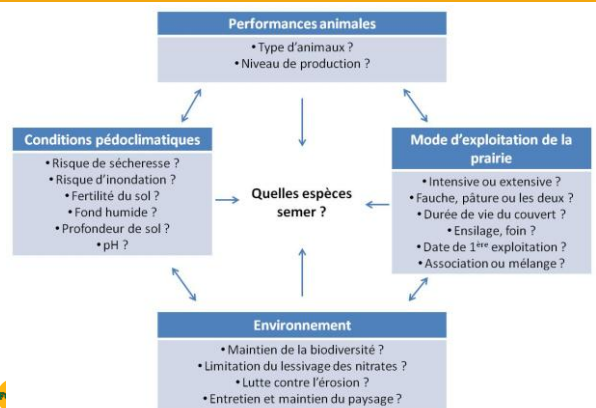 Performances animales
• Type d'animaux ?
• Niveau de production ?
Conditions pédoclimatiques
• Risque de sécheresse ?
• Risque d'inondation ?
• Fertilité du sol ?
• Fond humide ?
• Profondeur de sol ?
• pH ?
Quelles espèces
semer ?
Mode d'exploitation de la
prairie
• Intensive ou extensive ?
• Fauche, pâture ou les deux ?
• Durée de vie du couvert ?
• Ensilage, foin ?
• Date de 1ère exploitation ?
• Association ou mélange ?
Environnement
• Maintien de la biodiversité ?
• Limitation du lessivage des nitrates ?
• Lutte contre l'érosion ?
• Entretien et maintien du paysage ?